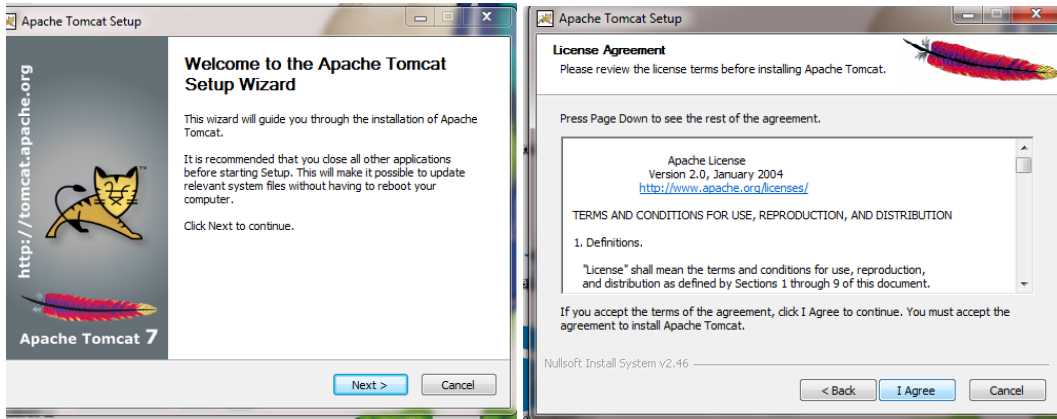 Apache Tomcat Setup
http://tomcat.apache.org
Apache Tomcat 7
Welcome to the Apache Tomcat
Setup Wizard
This wizard will guide you through the installation of Apache
Tomcat.
It is recommended that you close all other applications
before starting Setup. This will make it possible to update
relevant system files without having to reboot your
computer.
Click Next to continue.
Next >
Cancel
Apache Tomcat Setup
License Agreement
Please review the license terms before installing Apache Tomcat.
Press Page Down to see the rest of the agreement.
Apache License
Version 2.0, January 2004
http://www.apache.org/licenses/
TERMS AND CONDITIONS FOR USE, REPRODUCTION, AND DISTRIBUTION
1. Definitions.
"License" shall mean the terms and conditions for use, reproduction,
and distribution as defined by Sections 1 through 9 of this document.
If you accept the terms of the agreement, click I Agree to continue. You must accept the
agreement to install Apache Tomcat.
Nullsoft Install System v2.46
< Back
I Agree
Cancel